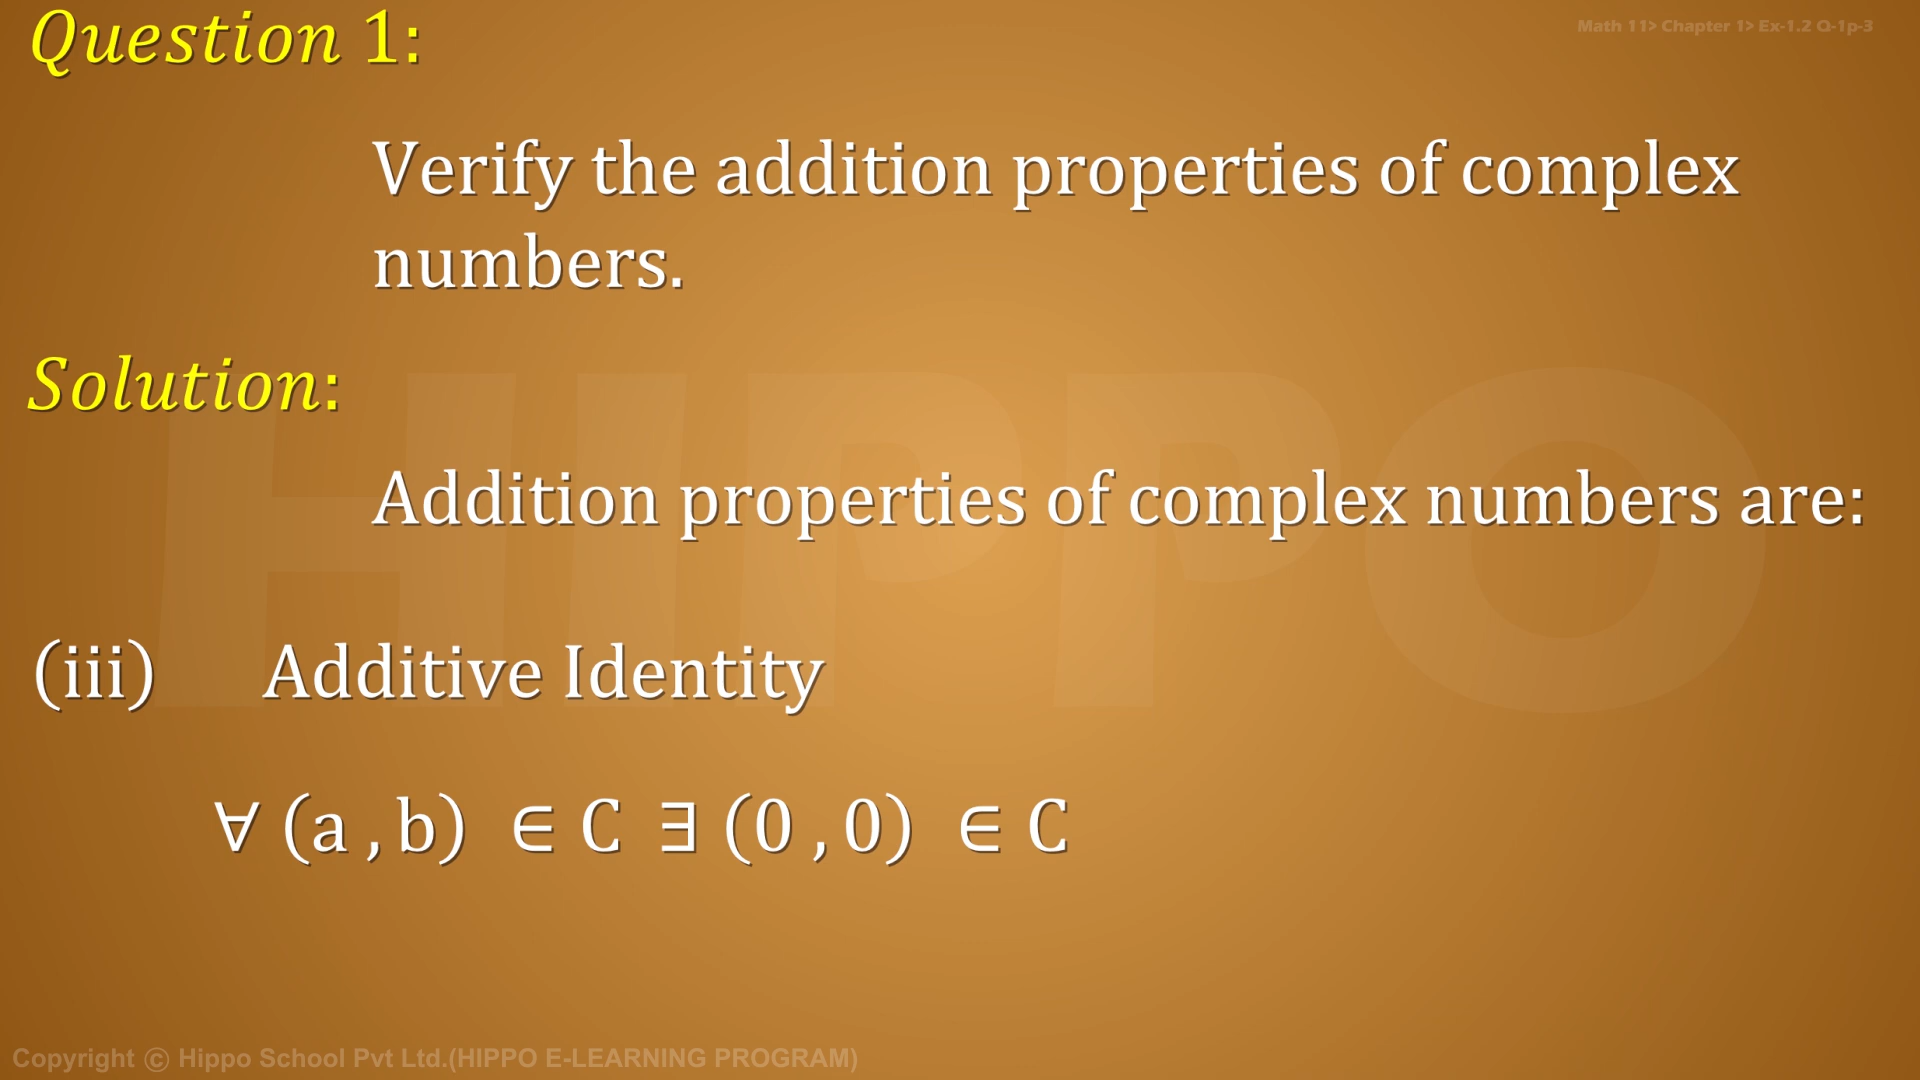 Math 11> Chapter 1> Ex-1.2 Q-1p-3
Question 1:
Verify the addition properties of complex
numbers.
Solution:
HIPPO
Addition properties of complex numbers are:
(iii) Additive Identity
∀ (a , b) ∈ C ∃ (0 , 0) ∈ C
Copyright © Hippo School Pvt Ltd.(HIPPO E-LEARNING PROGRAM)